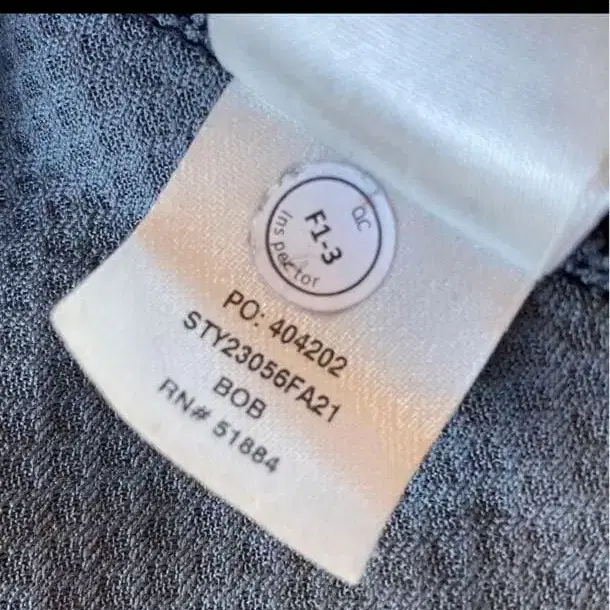 QC
F1-3
Inspector
PO: 404202
STY23056FA21
BOB
RN# 51884